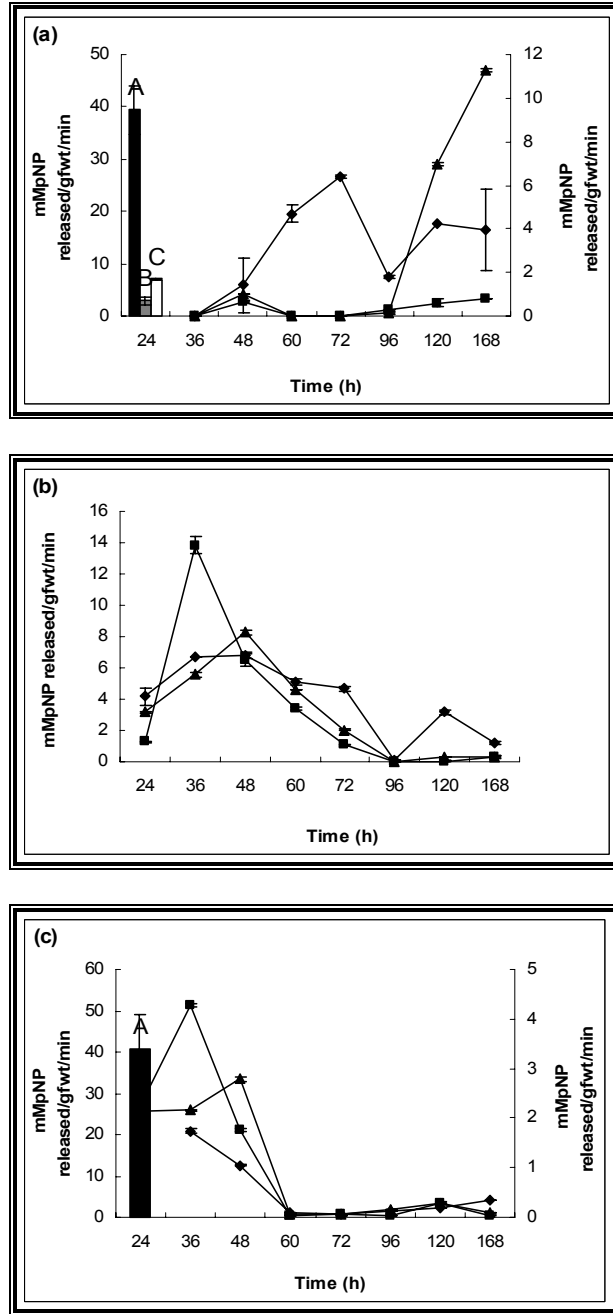 (a)
50
40
30
20
10
0
mMpNP
released/gfwt/min
A
B
C
12
10
8
6
4
2
0
mMpNP
released/gfwt/min
24 36 48 60 72 96 120 168
Time (h)
(b)
16
14
12
10
8
6
4
2
0
mMpNP released/gfwt/min
24 36 48 60 72 96 120 168
Time (h)
(c)
60
50
40
30
20
10
0
mMpNP
released/gfwt/min
A
5
4
3
2
1
0
mMpNP
released/gfwt/min
24 36 48 60 72 96 120 168
Time (h)